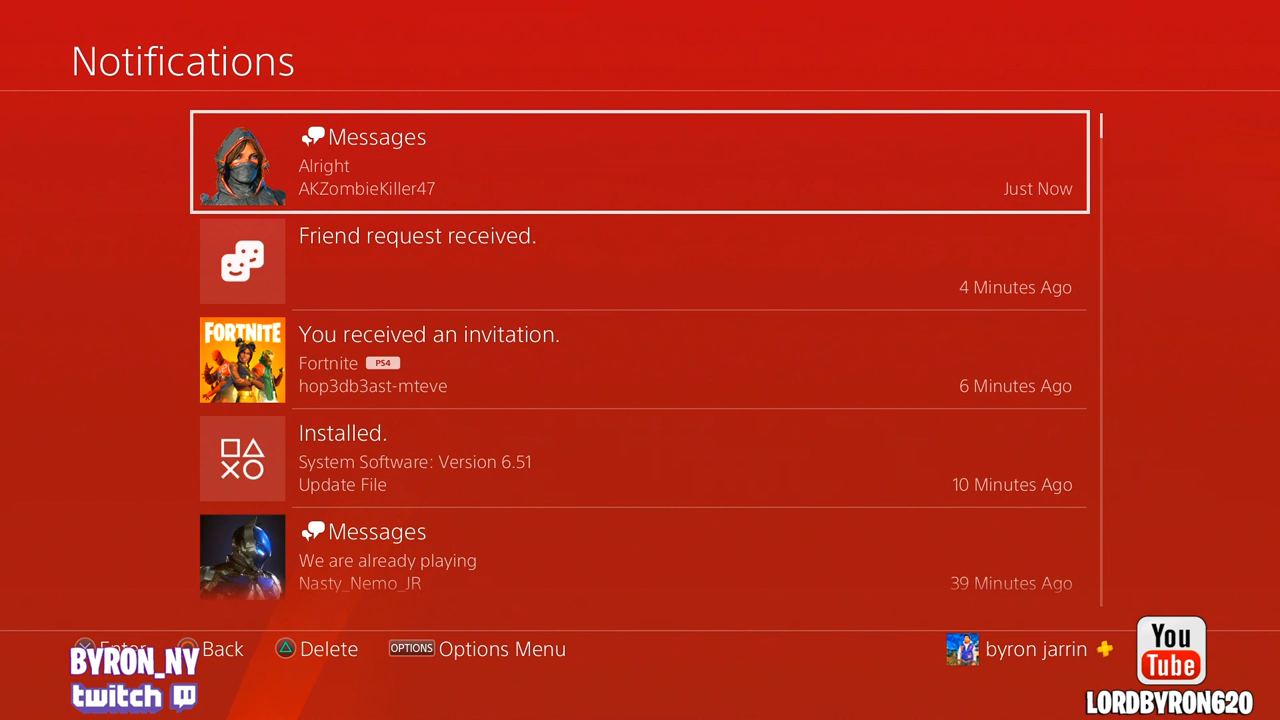 Notifications
Messages
Alright
AKZombieKiller47
Just Now
Friend request received.
4 Minutes Ago
FORTNITE
You received an invitation.
Fortnite PS4
hop3db3ast-mteve
6 Minutes Ago
Installed.
System Software: Version 6.51
Update File
10 Minutes Ago
Messages
We are already playing
Nasty_Nemo_JR
39 Minutes Ago
Enter Back Delete OPTIONS Options Menu
byron jarrin
BYRON_NY
twitch
You
Tube
LORDBYRON620